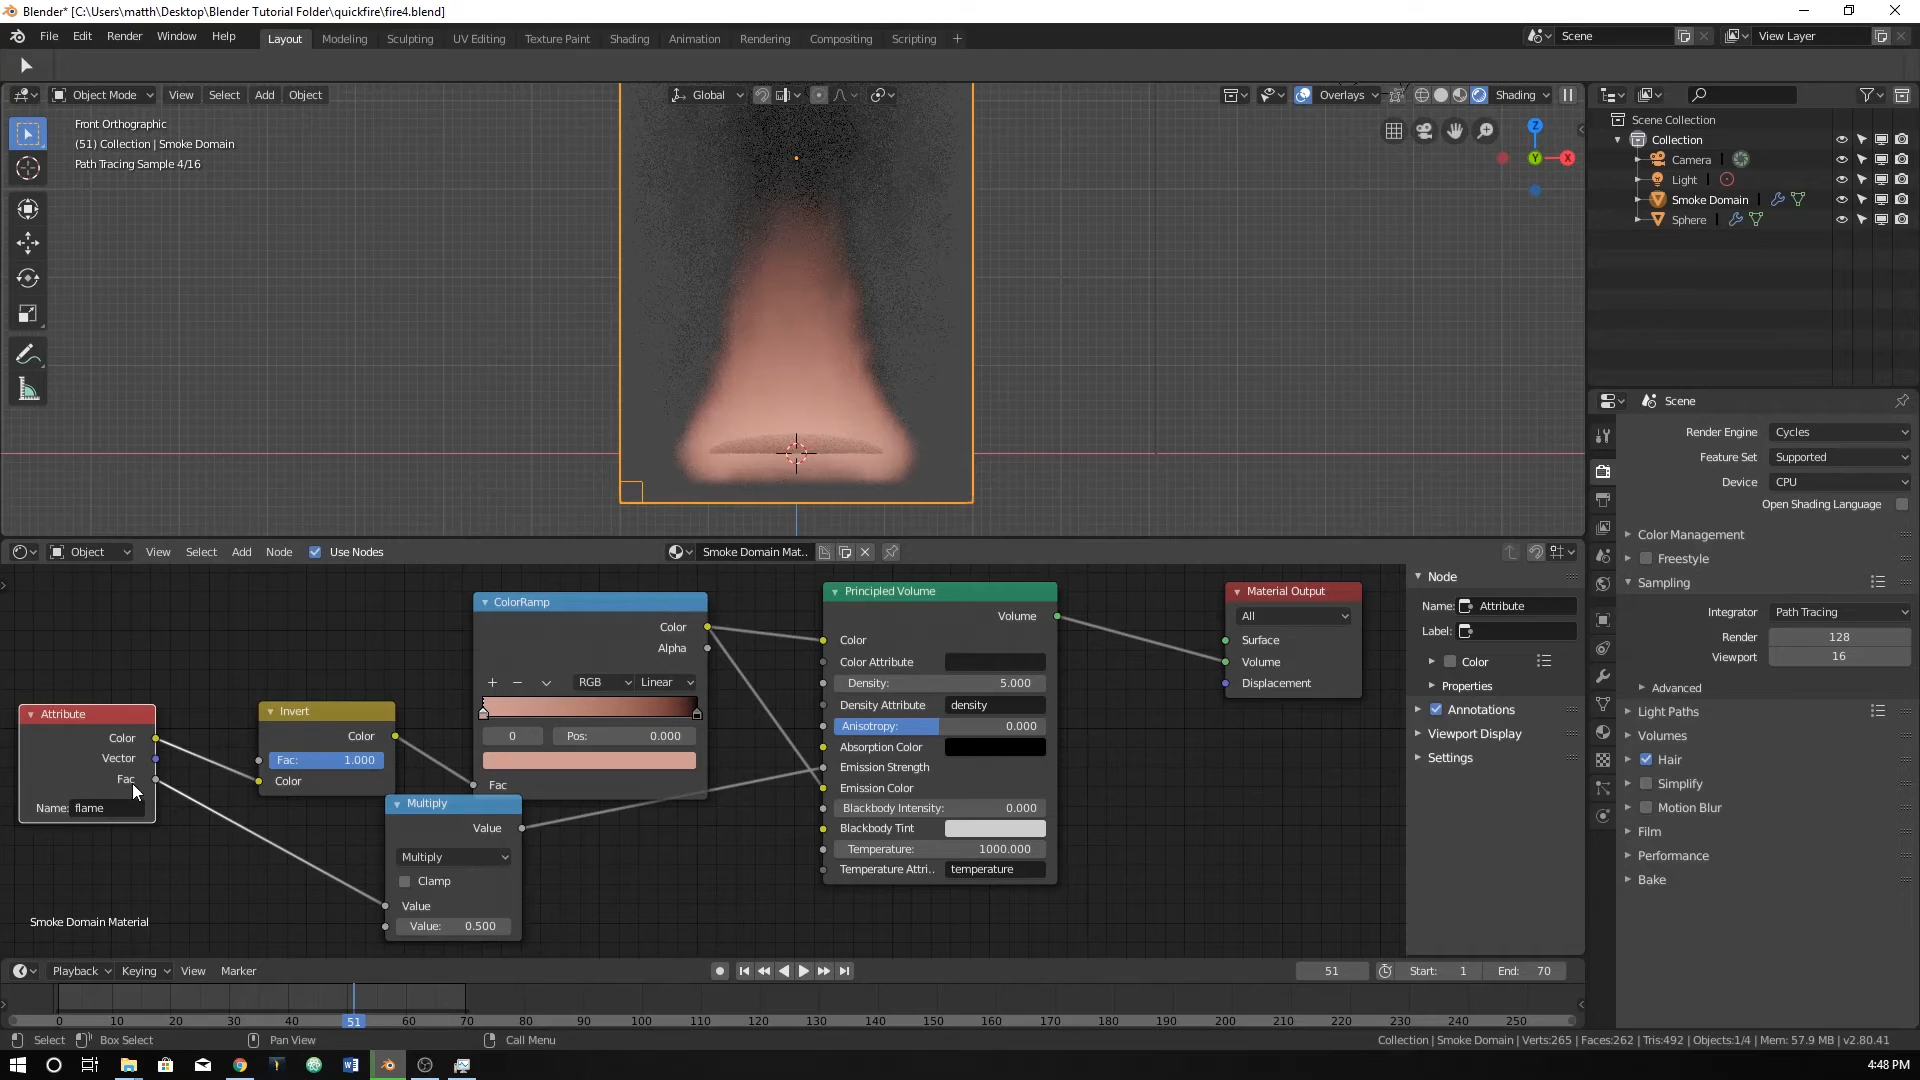 Blender* [C:\Users\matth\Desktop\Blender Tutorial Folder\quickfire\fire4.blend]
File Edit Render Window Help Layout Modeling Sculpting UV Editing Texture Paint Shading Animation Rendering Compositing Scripting + Scene View Layer
Object Mode View Select Add Object Global Overlays Shading
Front Orthographic
(51) Collection | Smoke Domain
Path Tracing Sample 4/16
Z
Y
X
Scene Collection
Collection
Camera
Light
Smoke Domain
Sphere
Scene
Render Engine Cycles
Feature Set Supported
Device CPU
Open Shading Language
Color Management
Freestyle
Sampling
Integrator Path Tracing
Render 128
Viewport 16
Advanced
Light Paths
Volumes
Hair
Simplify
Motion Blur
Film
Performance
Bake
Object View Select Add Node Use Nodes Smoke Domain Mat..
Attribute
Color
Vector
Fac
Name: flame
Invert
Color
Fac: 1.000
Color
ColorRamp
Color
Alpha
RGB Linear
0 Pos: 0.000
Fac
Multiply
Value
Multiply
Clamp
Value
Value: 0.500
Principled Volume
Volume
Color
Color Attribute
Density: 5.000
Density Attribute density
Anisotropy: 0.000
Absorption Color
Emission Strength
Emission Color
Blackbody Intensity: 0.000
Blackbody Tint
Temperature: 1000.000
Temperature Attri.. temperature
Material Output
All
Surface
Volume
Displacement
Node
Name: Attribute
Label:
Color
Properties
Annotations
Viewport Display
Settings
Smoke Domain Material
Playback Keying View Marker 51 Start: 1 End: 70
0 10 20 30 40 51 60 70 80 90 100 110 120 130 140 150 160 170 180 190 200 210 220 230 240 250
Select Box Select Pan View Call Menu Collection | Smoke Domain | Verts:265 | Faces:262 | Tris:492 | Objects:1/4 | Mem: 57.9 MB | v2.80.41
4:48 PM